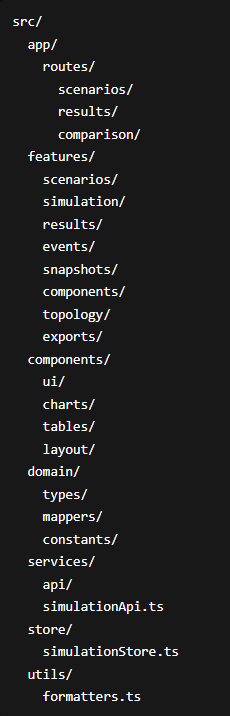 src/
app/
routes/
scenarios/
results/
comparison/
features/
scenarios/
simulation/
results/
events/
snapshots/
components/
topology/
exports/
components/
ui/
charts/
tables/
layout/
domain/
types/
mappers/
constants/
services/
api/
simulationApi.ts
store/
simulationStore.ts
utils/
formatters.ts